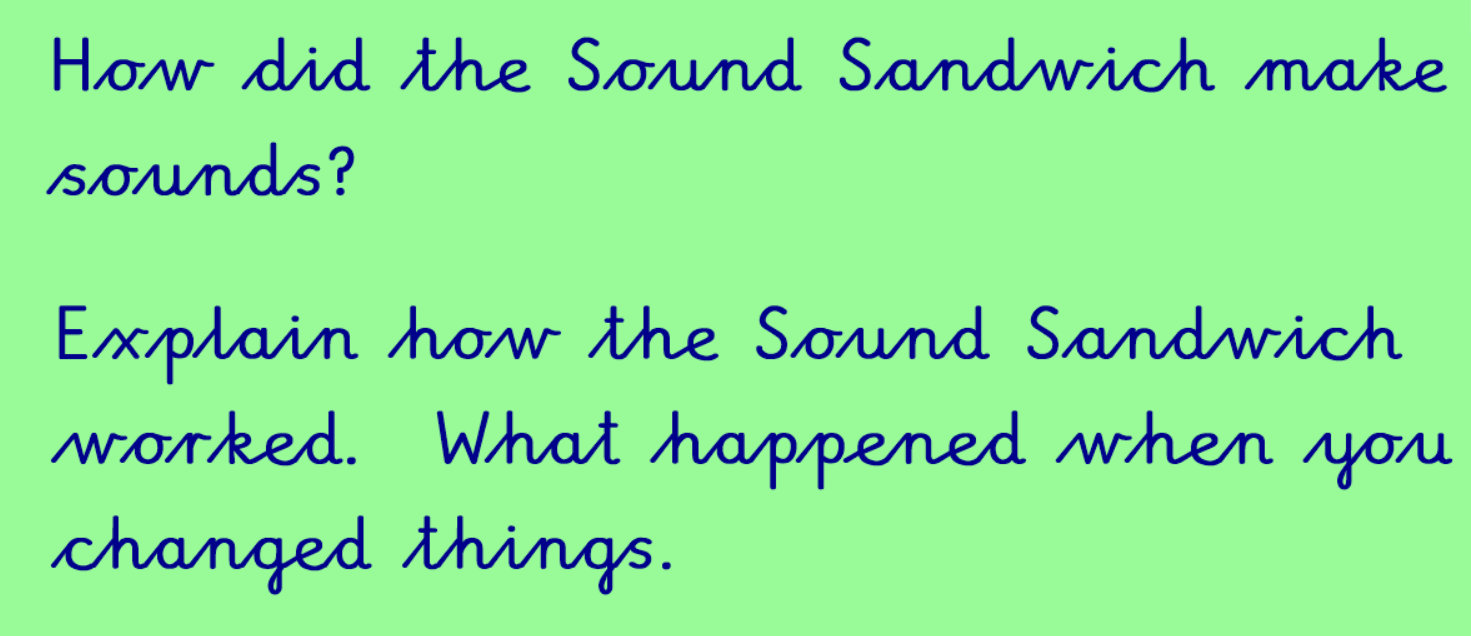 How did the Sound Sandwich make
sounds?
Explain how the Sound Sandwich
worked. What happened when you
changed things.